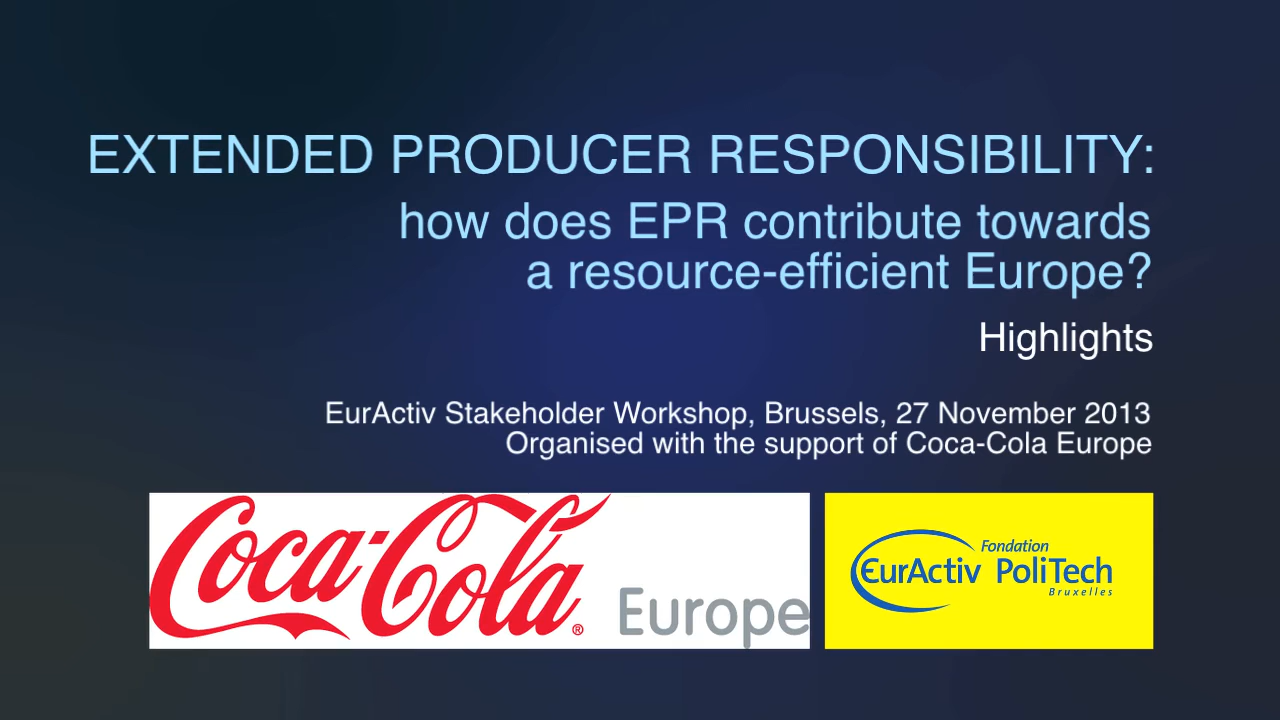 EXTENDED PRODUCER RESPONSIBILITY:
how does EPR contribute towards
a resource-efficient Europe?
Highlights
EurActiv Stakeholder Workshop, Brussels, 27 November 2013
Organised with the support of Coca-Cola Europe
Coca-Cola® Europe
Fondation
EurActiv PoliTech
Bruxelles